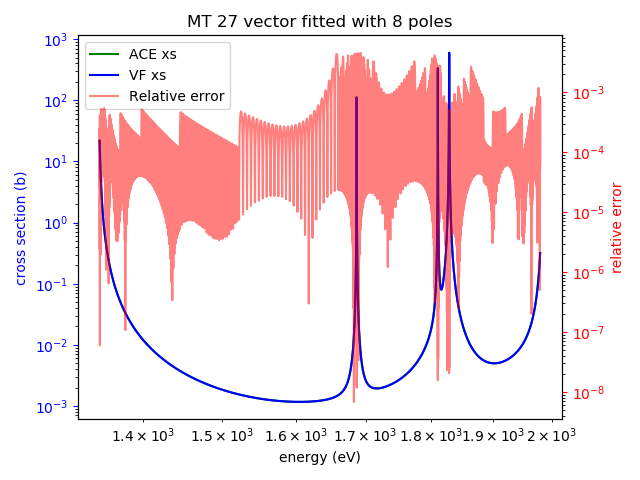 MT 27 vector fitted with 8 poles
ACE xs
VF xs
Relative error
cross section (b)
10³
10²
10¹
10⁰
10⁻¹
10⁻²
10⁻³
relative error
10⁻³
10⁻⁴
10⁻⁵
10⁻⁶
10⁻⁷
10⁻⁸
1.4 × 10³ 1.5 × 10³ 1.6 × 10³ 1.7 × 10³ 1.8 × 10³ 1.9 × 10³ 2 × 10³
energy (eV)